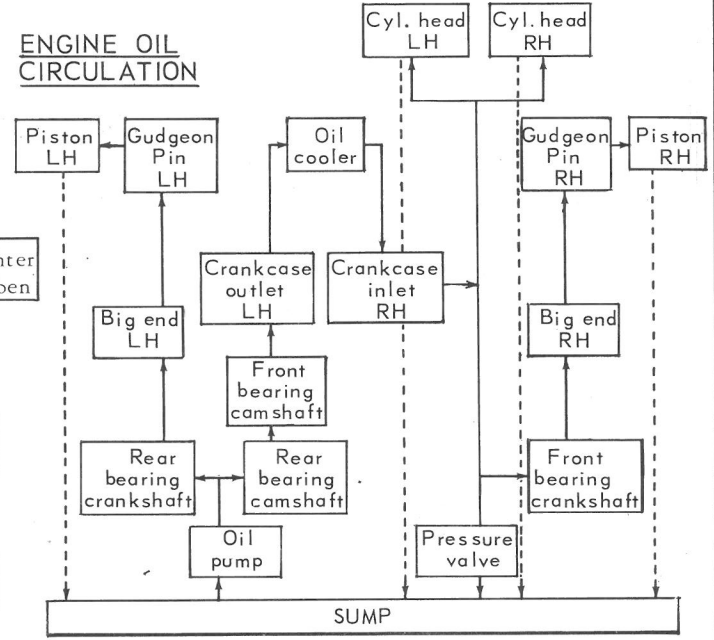 ENGINE OIL
CIRCULATION
Cyl. head
LH
Cyl. head
RH
Piston
LH
Gudgeon
Pin
LH
Oil
cooler
Gudgeon
Pin
RH
Piston
RH
Crankcase
outlet
LH
Crankcase
inlet
RH
Big end
LH
Big end
RH
Front
bearing
camshaft
Rear
bearing
crankshaft
Rear
bearing
camshaft
Front
bearing
crankshaft
Oil
pump
Pressure
valve
SUMP